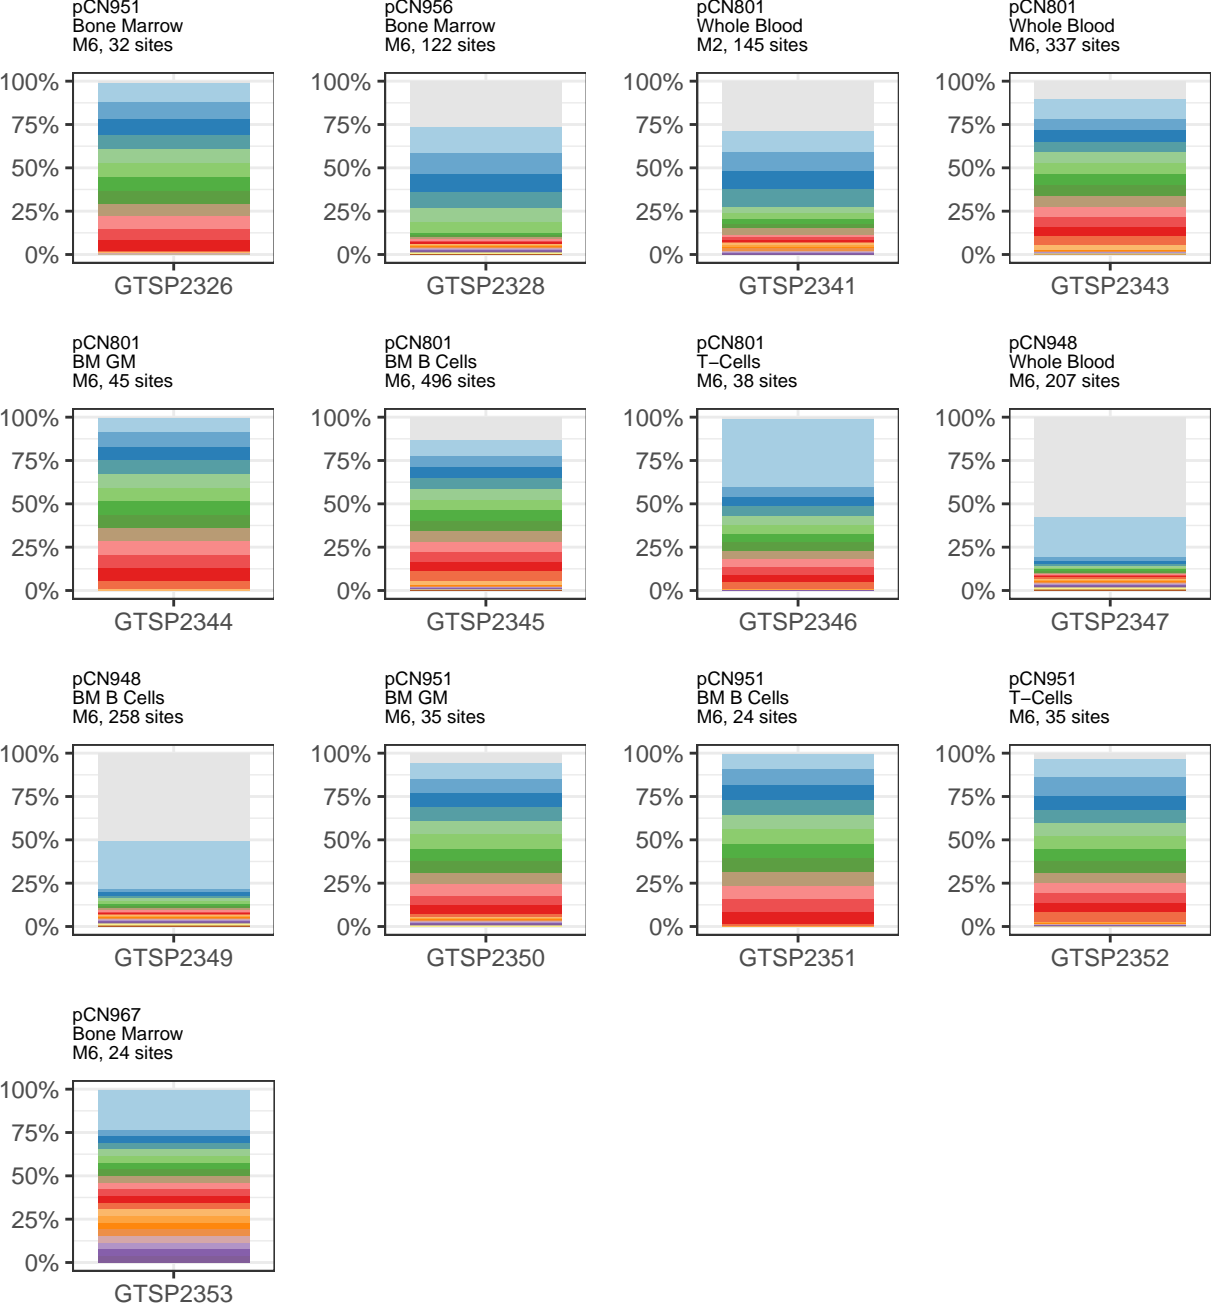 pCN951
Bone Marrow
M6, 32 sites
100%
75%
50%
25%
0%
GTSP2326
pCN956
Bone Marrow
M6, 122 sites
100%
75%
50%
25%
0%
GTSP2328
pCN801
Whole Blood
M2, 145 sites
100%
75%
50%
25%
0%
GTSP2341
pCN801
Whole Blood
M6, 337 sites
100%
75%
50%
25%
0%
GTSP2343
pCN801
BM GM
M6, 45 sites
100%
75%
50%
25%
0%
GTSP2344
pCN801
BM B Cells
M6, 496 sites
100%
75%
50%
25%
0%
GTSP2345
pCN801
T−Cells
M6, 38 sites
100%
75%
50%
25%
0%
GTSP2346
pCN948
Whole Blood
M6, 207 sites
100%
75%
50%
25%
0%
GTSP2347
pCN948
BM B Cells
M6, 258 sites
100%
75%
50%
25%
0%
GTSP2349
pCN951
BM GM
M6, 35 sites
100%
75%
50%
25%
0%
GTSP2350
pCN951
BM B Cells
M6, 24 sites
100%
75%
50%
25%
0%
GTSP2351
pCN951
T−Cells
M6, 35 sites
100%
75%
50%
25%
0%
GTSP2352
pCN967
Bone Marrow
M6, 24 sites
100%
75%
50%
25%
0%
GTSP2353